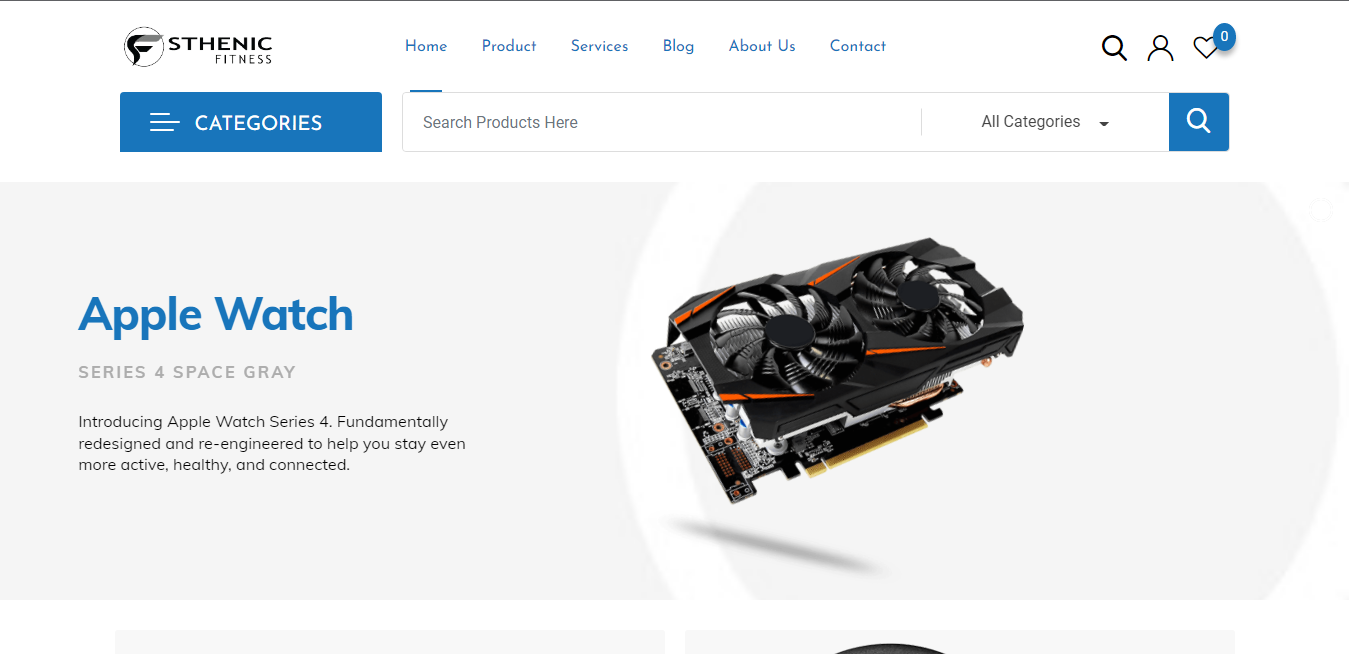 STHENIC
FITNESS
Home Product Services Blog About Us Contact
0
CATEGORIES
Search Products Here
All Categories
Apple Watch
SERIES 4 SPACE GRAY
Introducing Apple Watch Series 4. Fundamentally
redesigned and re-engineered to help you stay even
more active, healthy, and connected.